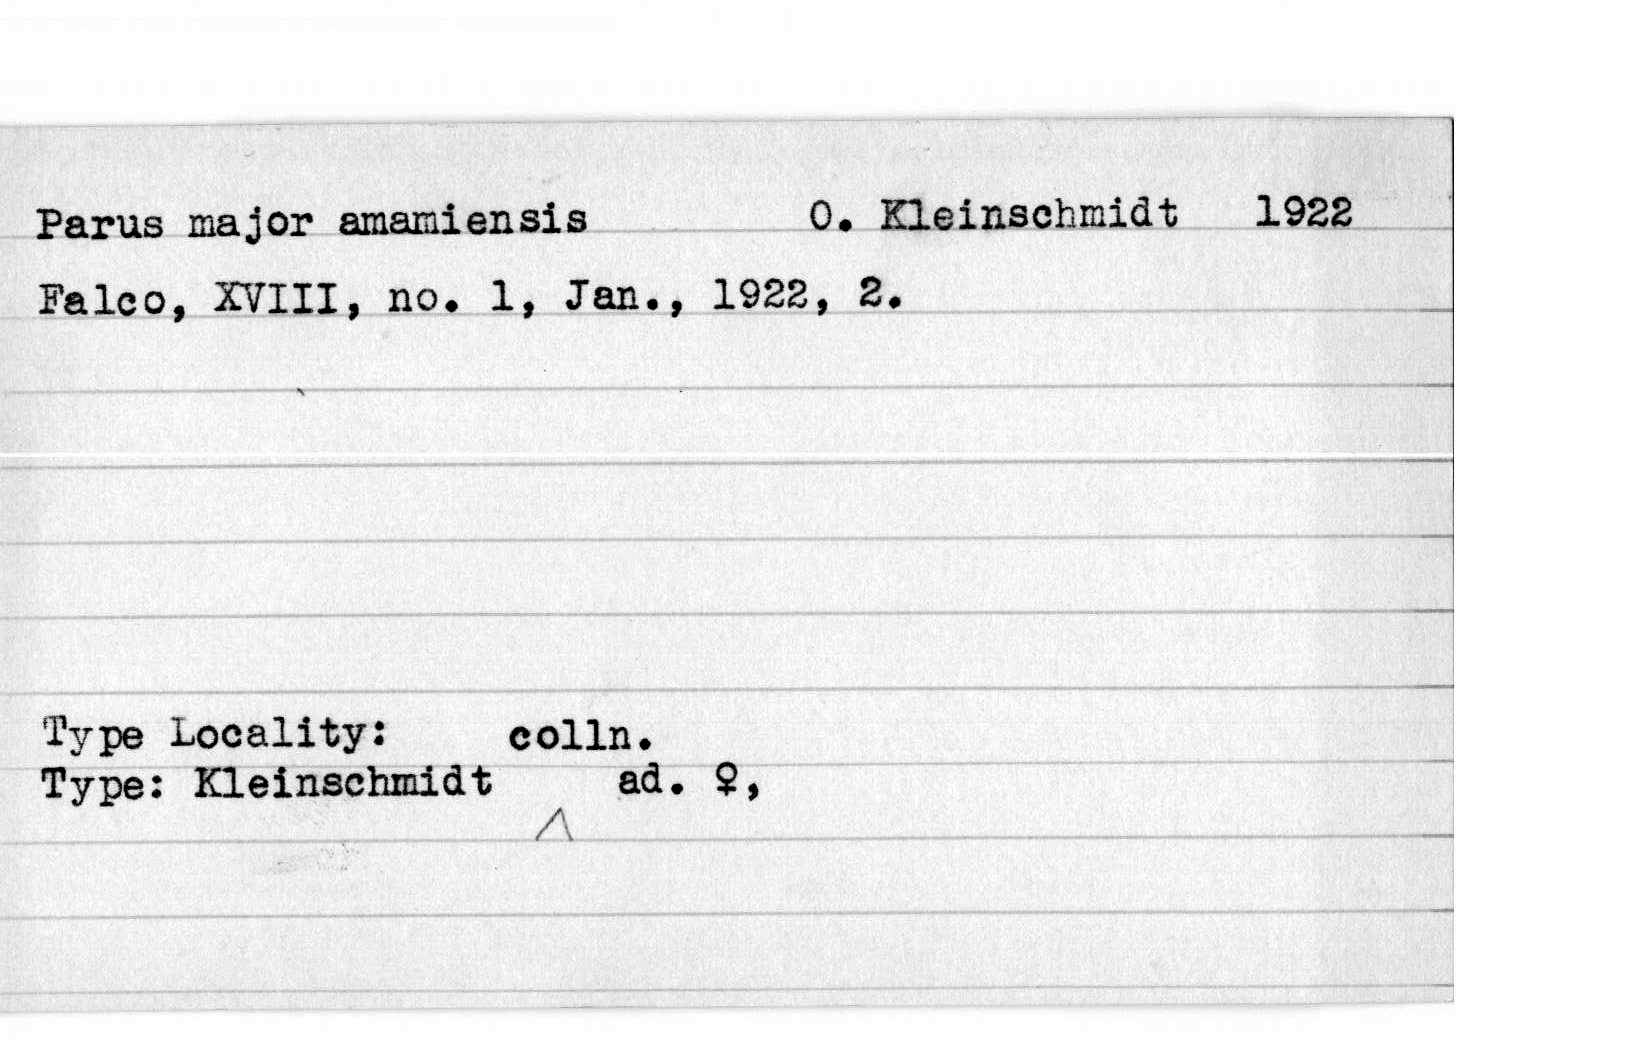 Parus major amamiensis O. Kleinschmidt 1922
Falco, XVIII, no. 1, Jan., 1922, 2.
Type Locality: colln.
Type: Kleinschmidt ad. ♀,